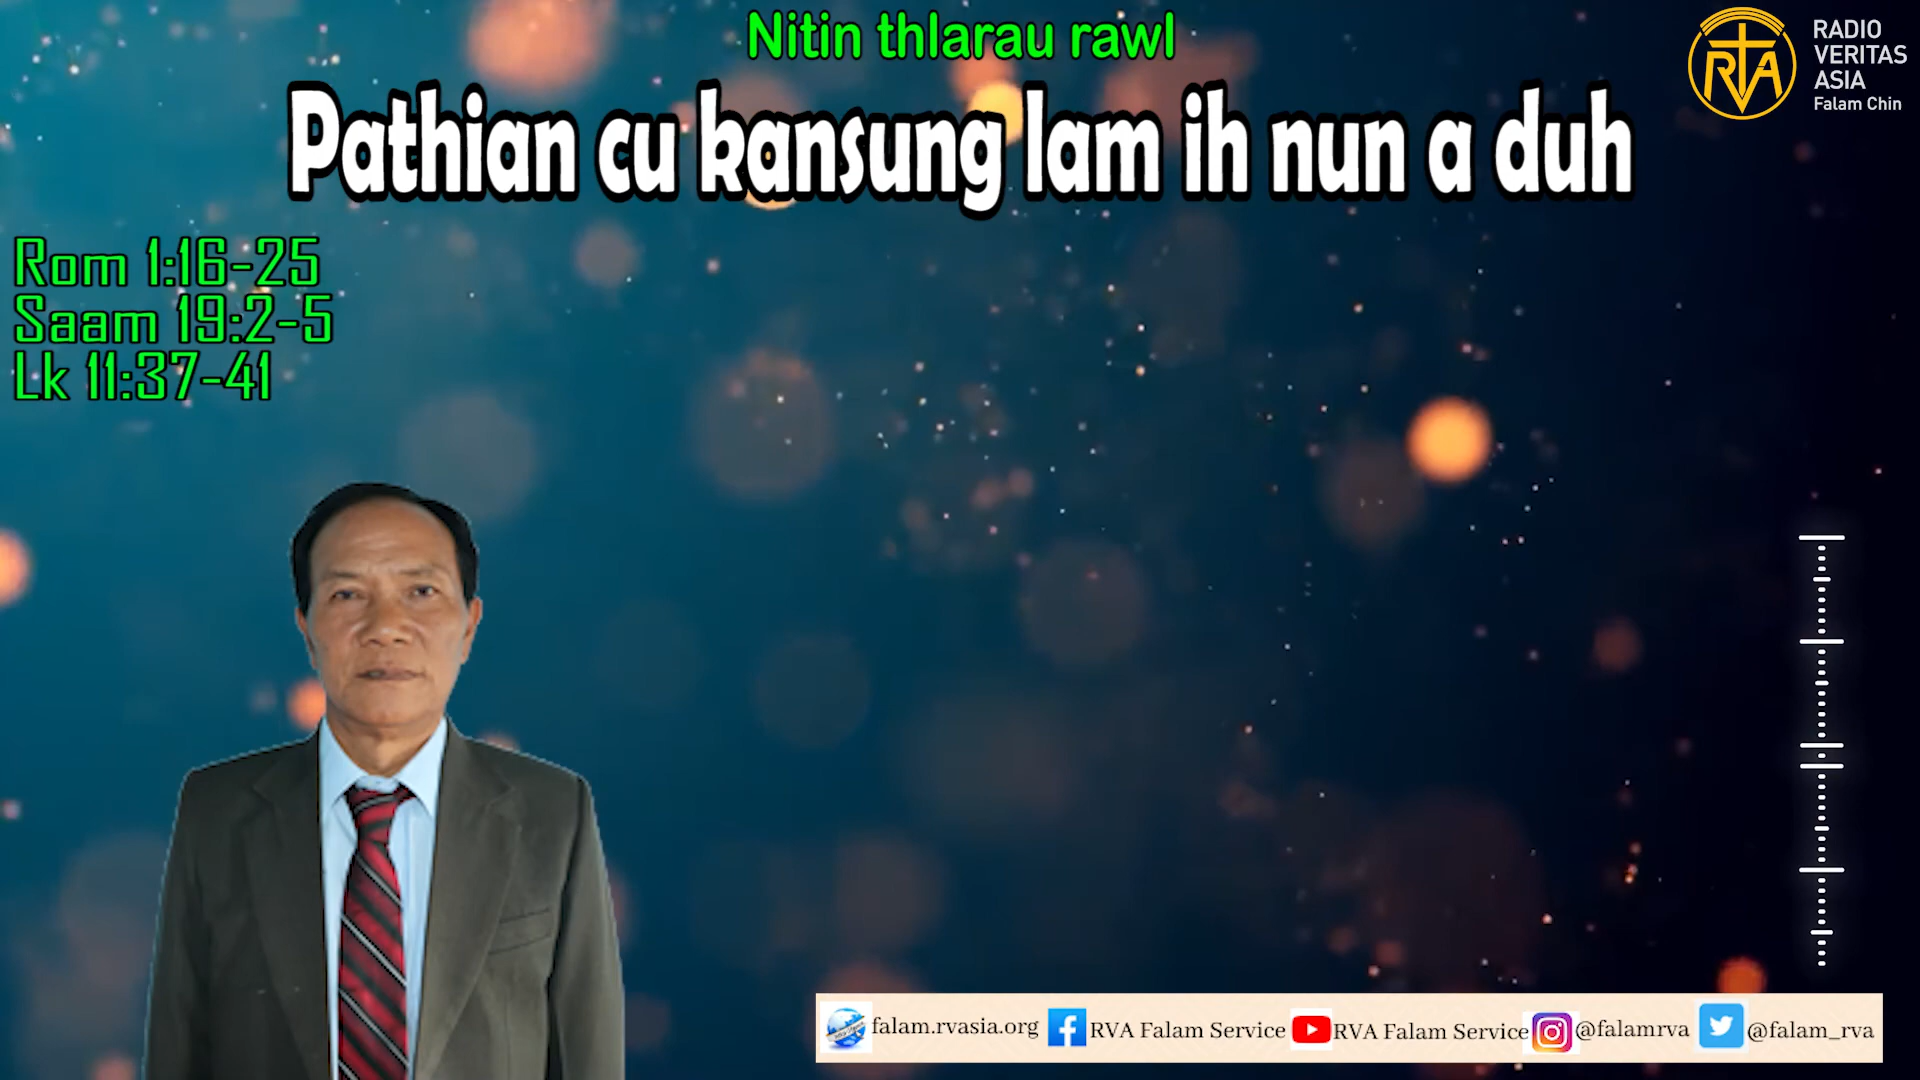 Nitin thlarau rawl
RADIO
VERITAS
ASIA
Falam Chin
RVA
Pathian cu kansung lam ih nun a duh
Rom 1:16-25
Saam 19:2-5
Lk 11:37-41
falam.rvasia.org RVA Falam Service RVA Falam Service @falamrva @falam_rva